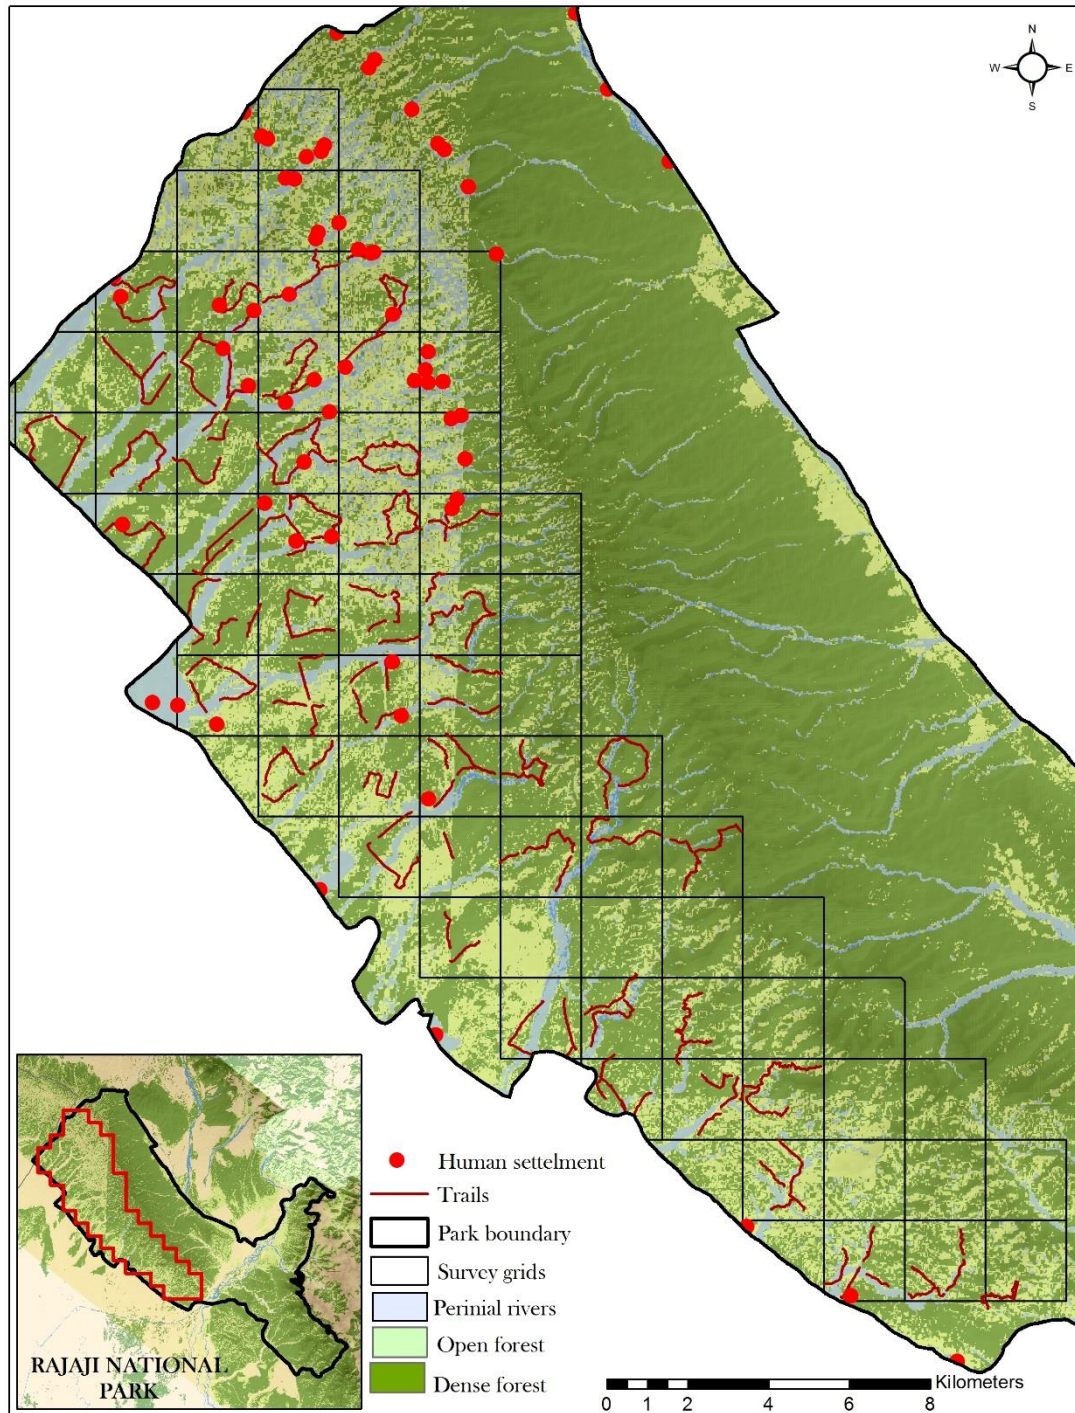 N
W E
S
Human settelment
Trails
Park boundary
Survey grids
Perinial rivers
Open forest
Dense forest
RAJAJI NATIONAL
PARK
Kilometers
0 1 2 4 6 8